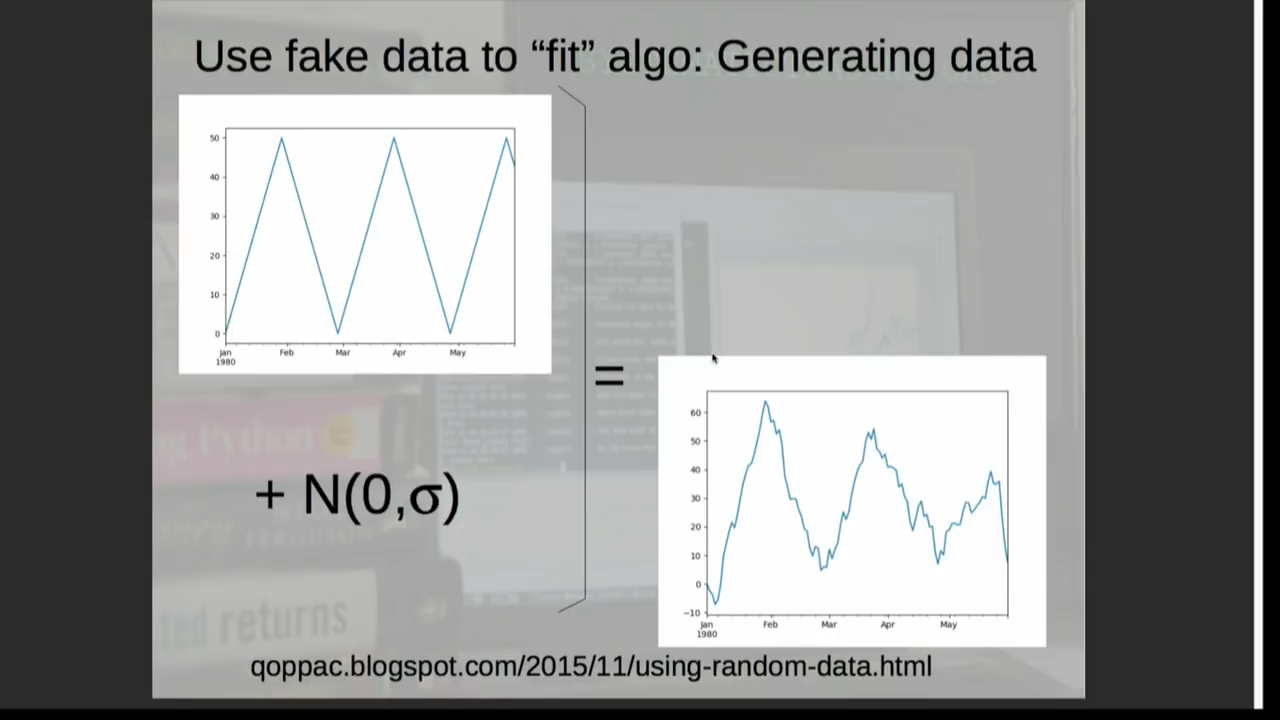 Use fake data to “fit” algo: Generating data
50
40
30
20
10
0
Jan Feb Mar Apr May
1980
+ N(0,σ)
=
60
50
40
30
20
10
0
−10
Jan Feb Mar Apr May
1980
Python
returns
qoppac.blogspot.com/2015/11/using-random-data.html